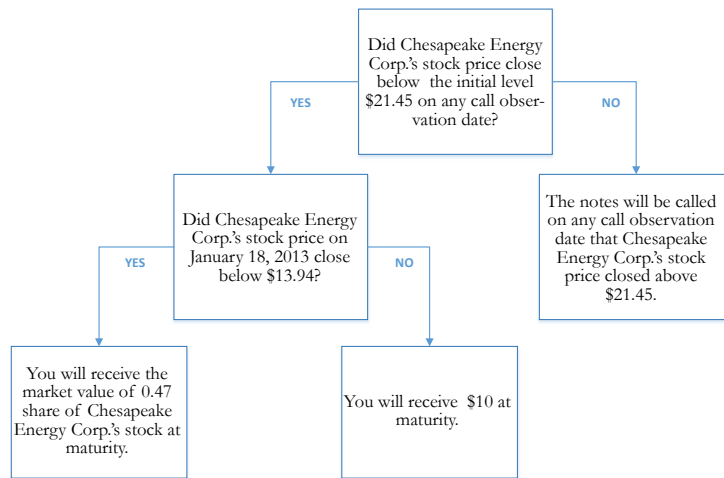 Did Chesapeake Energy
Corp.'s stock price close
below the initial level
$21.45 on any call obser-
vation date?
YES
NO
Did Chesapeake Energy
Corp.'s stock price on
January 18, 2013 close
below $13.94?
The notes will be called
on any call observation
date that Chesapeake
Energy Corp.'s stock
price closed above
$21.45.
YES
NO
You will receive the
market value of 0.47
share of Chesapeake
Energy Corp.'s stock at
maturity.
You will receive $10 at
maturity.